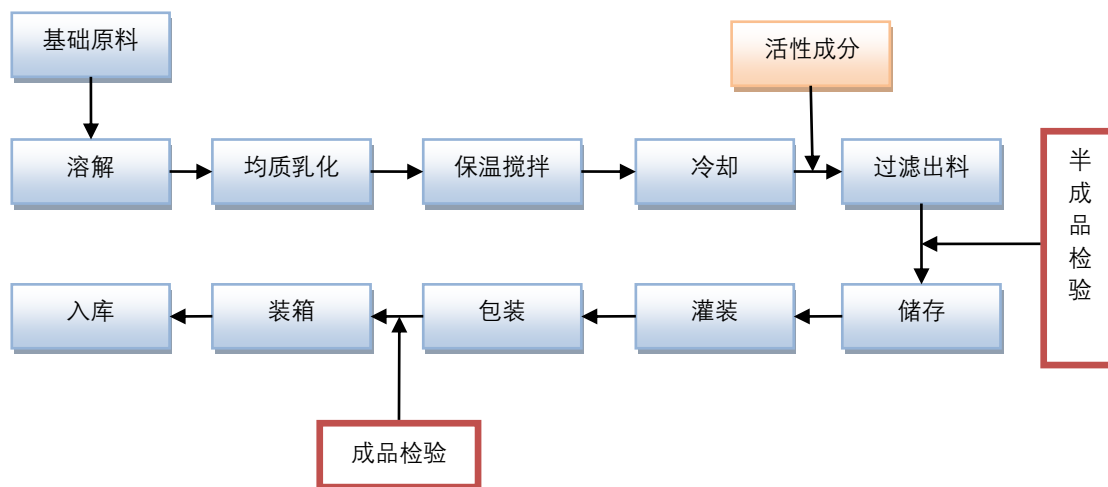 基础原料
活性成分
溶解
均质乳化
保温搅拌
冷却
过滤出料
半成品检验
入库
装箱
包装
灌装
储存
成品检验